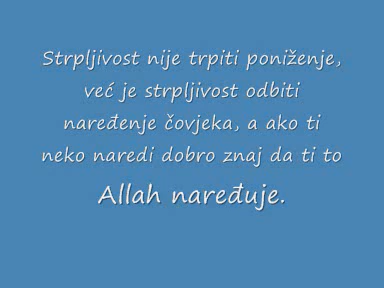 Strpljivost nije trpiti poniženje,
već je strpljivost odbiti
naređenje čovjeka, a ako ti
neko naredi dobro znaj da ti to
Allah naređuje.